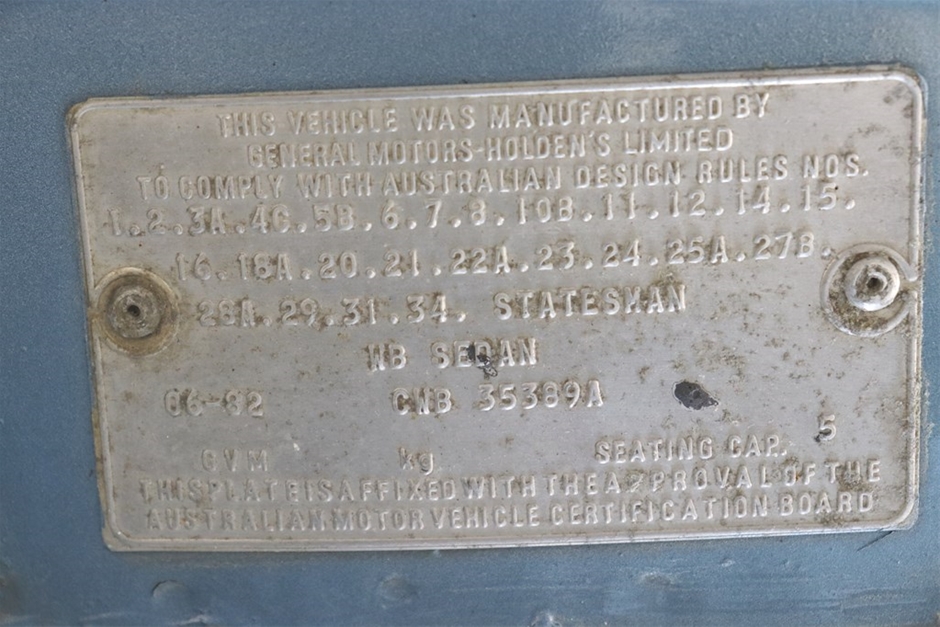 THIS VEHICLE WAS MANUFACTURED BY
GENERAL MOTORS-HOLDEN'S LIMITED
TO COMPLY WITH AUSTRALIAN DESIGN RULES NOS.
1.2.3A.4C.5B.6.7.8.10B.11.12.14.15.
16.18A.20.21.22A.23.24.25A.27B.
28A.29.31.34. STATESMAN
WB SEDAN
06-82 CWB 35389A
5
GVM kg SEATING CAP.
THIS PLATE IS AFFIXED WITH THE APPROVAL OF THE
AUSTRALIAN MOTOR VEHICLE CERTIFICATION BOARD